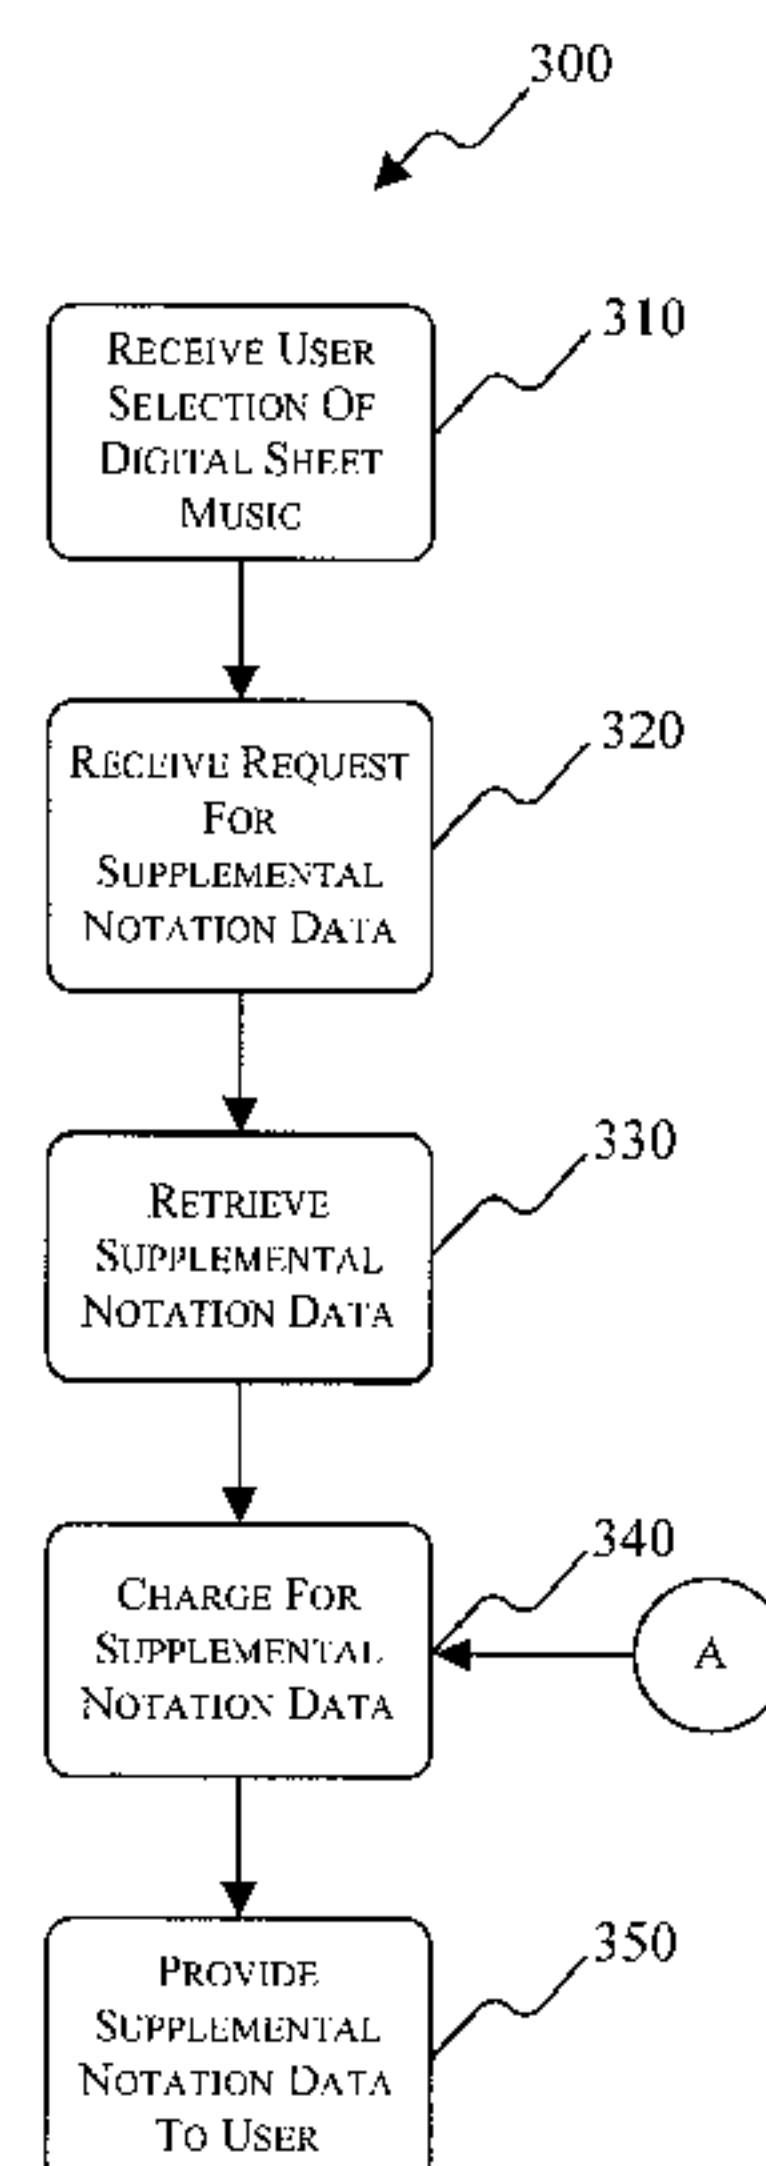 300
RECEIVE USER
SELECTION OF
DIGITAL SHEET
MUSIC
310
RECEIVE REQUEST
FOR
SUPPLEMENTAL
NOTATION DATA
320
RETRIEVE
SUPPLEMENTAL
NOTATION DATA
330
CHARGE FOR
SUPPLEMENTAL
NOTATION DATA
340
A
PROVIDE
SUPPLEMENTAL
NOTATION DATA
TO USER
350